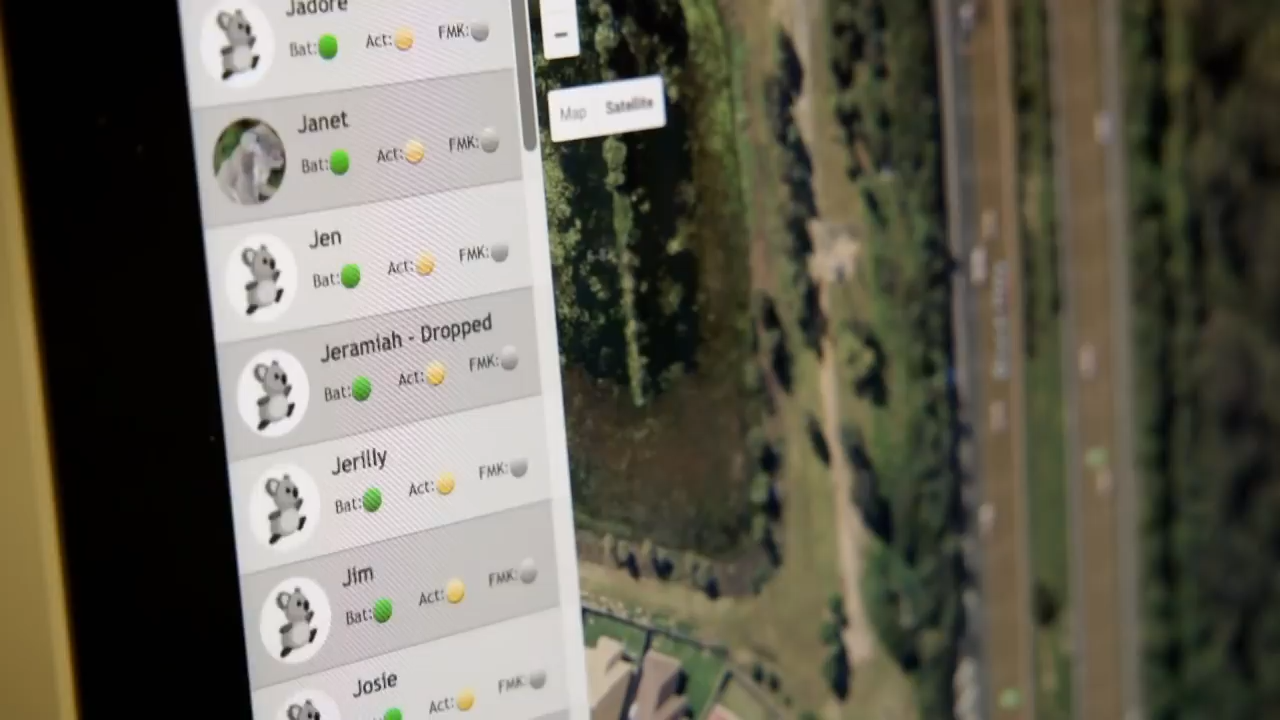 Jadore
Bat: Act: FMK:
–
Map Satellite
Janet
Bat: Act: FMK:
Jen
Bat: Act: FMK:
Jeramiah - Dropped
Bat: Act: FMK:
Jerilly
Bat: Act: FMK:
Jim
Bat: Act: FMK:
Josie
Act: FMK: